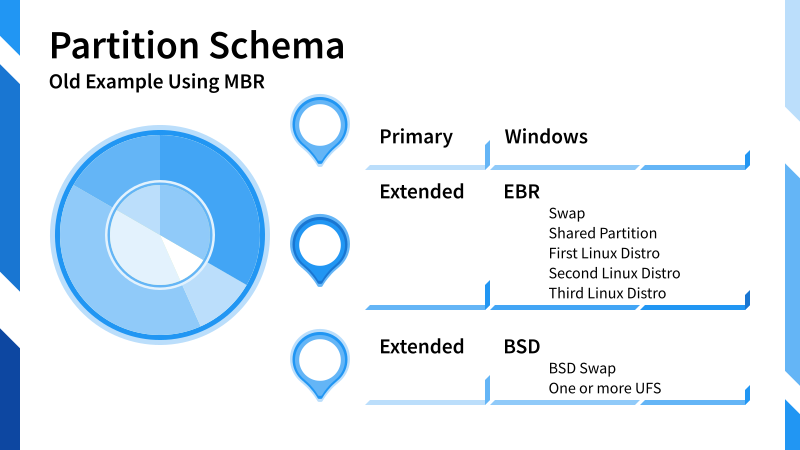 Partition Schema
Old Example Using MBR
Primary Windows
Extended EBR
Swap
Shared Partition
First Linux Distro
Second Linux Distro
Third Linux Distro
Extended BSD
BSD Swap
One or more UFS